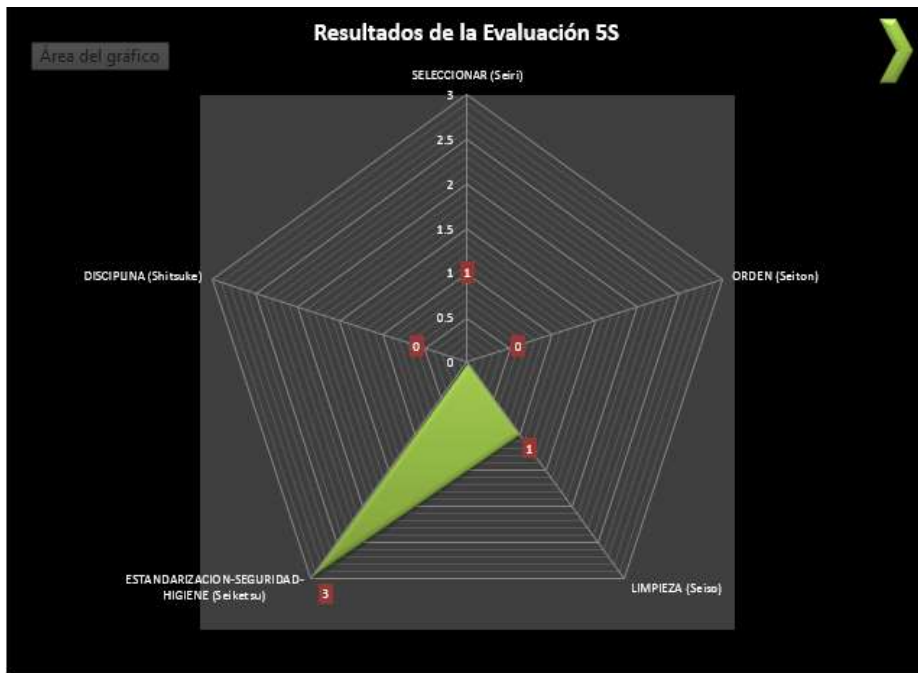 Resultados de la Evaluación 5S
Área del gráfico
SELECCIONAR (Seiri)
3
2.5
2
1.5
1
1
0.5
0
DISCIPLINA (Shitsuke)
ORDEN (Seiton)
0
0
1
ESTANDARIZACION-SEGURIDAD-
HIGIENE (Seiketsu)
3
LIMPIEZA (Seiso)